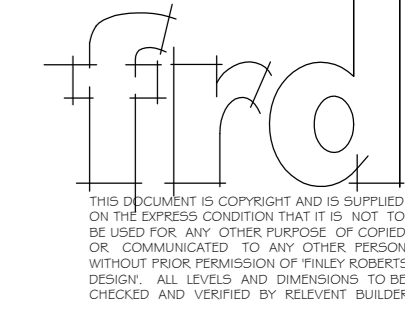 frd
THIS DOCUMENT IS COPYRIGHT AND IS SUPPLIED
ON THE EXPRESS CONDITION THAT IT IS NOT TO
BE USED FOR ANY OTHER PURPOSE OF COPIED
OR COMMUNICATED TO ANY OTHER PERSON
WITHOUT PRIOR PERMISSION OF 'FINLEY ROBERTS
DESIGN'. ALL LEVELS AND DIMENSIONS TO BE
CHECKED AND VERIFIED BY RELEVENT BUILDER